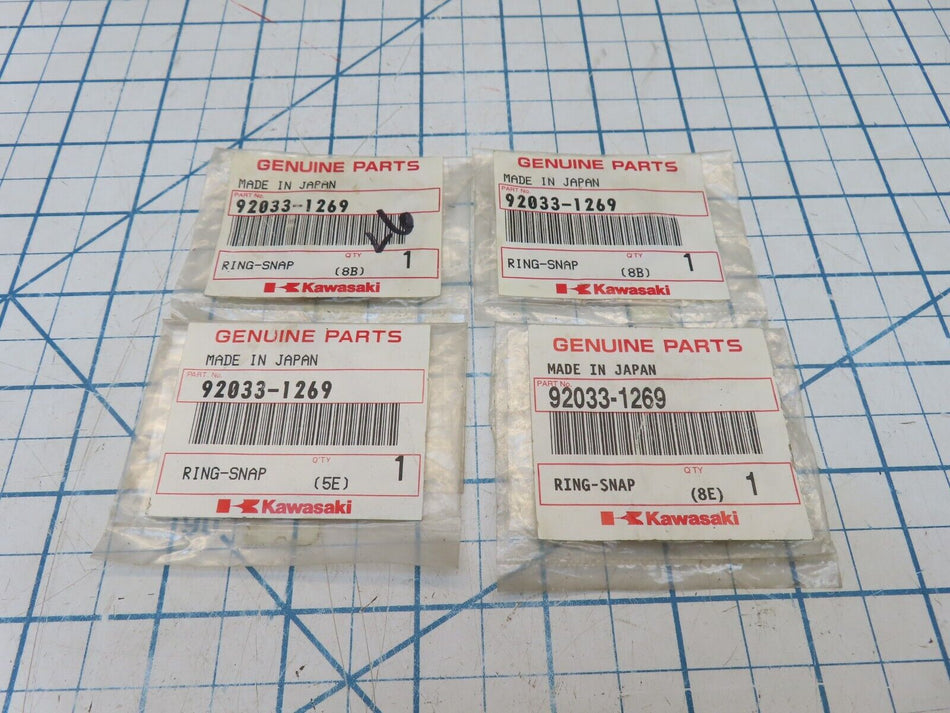 GENUINE PARTS
MADE IN JAPAN
PART No.
92033-1269
26
QTY
RING-SNAP (8B) 1
Kawasaki
GENUINE PARTS
MADE IN JAPAN
PART No.
92033-1269
QTY
RING-SNAP (8B) 1
Kawasaki
GENUINE PARTS
MADE IN JAPAN
PART No.
92033-1269
Q'TY
RING-SNAP (5E) 1
Kawasaki
GENUINE PARTS
MADE IN JAPAN
PART No.
92033-1269
Q'TY
RING-SNAP (8E) 1
Kawasaki